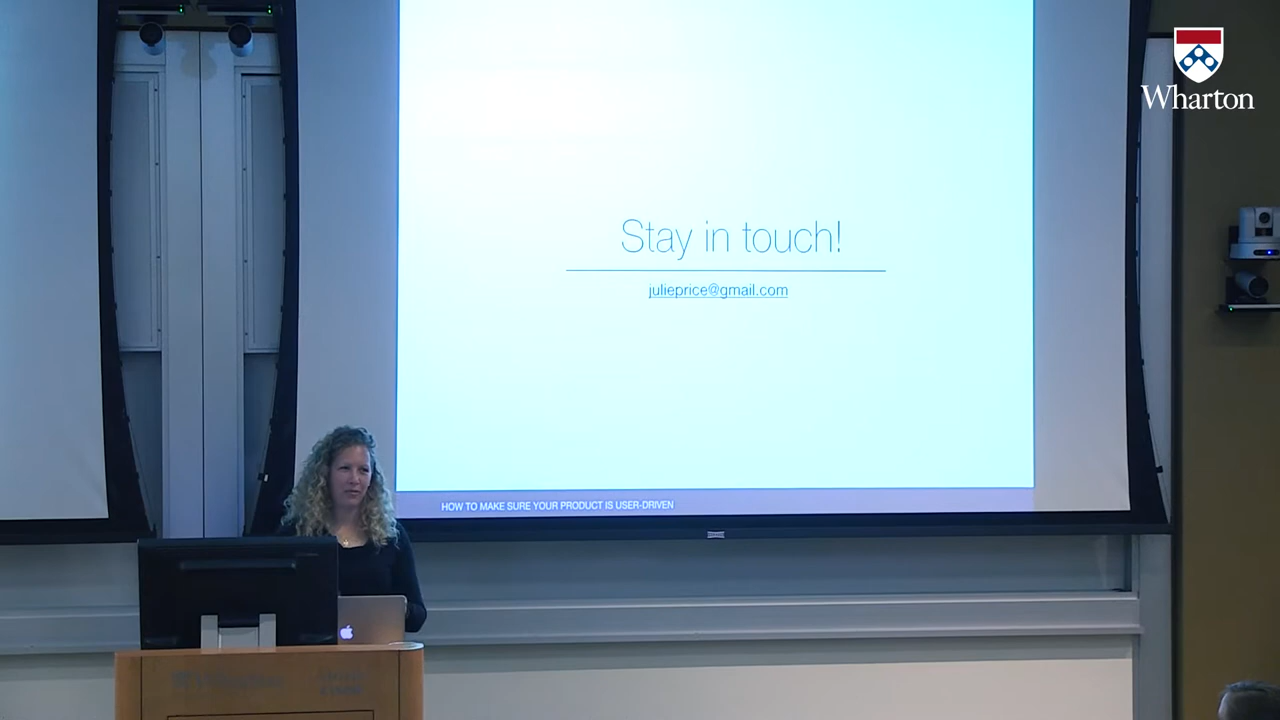 Wharton
Stay in touch!
julieprice@gmail.com
HOW TO MAKE SURE YOUR PRODUCT IS USER-DRIVEN